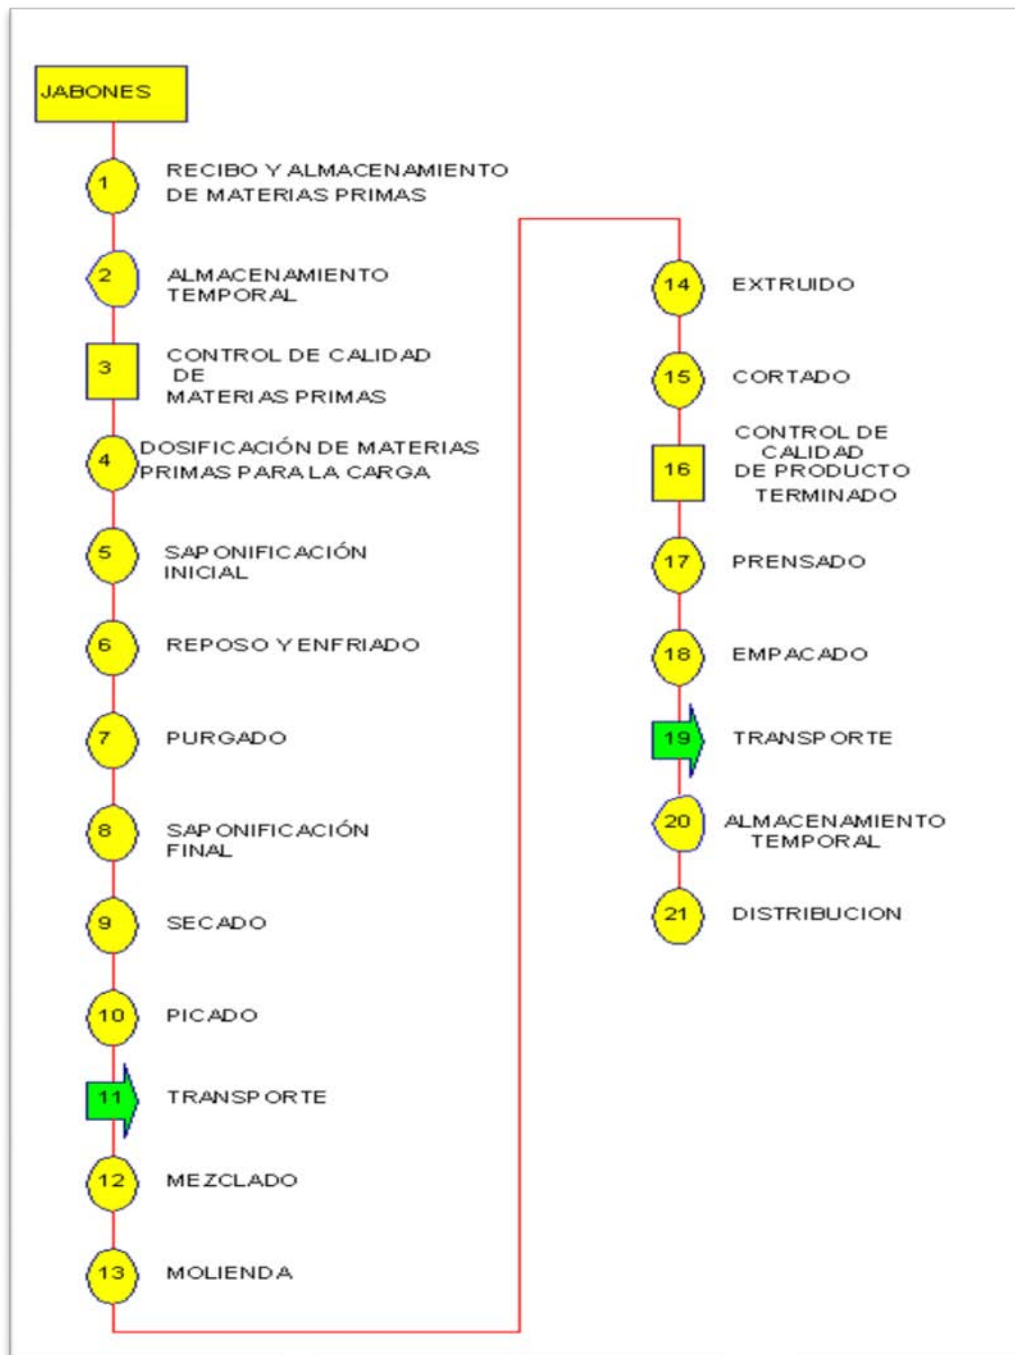 JABONES
1
RECIBO Y ALMACENAMIENTO
DE MATERIAS PRIMAS
2
ALMACENAMIENTO
TEMPORAL
3
CONTROL DE CALIDAD
DE
MATERIAS PRIMAS
4
DOSIFICACIÓN DE MATERIAS
PRIMAS PARA LA CARGA
5
SAPONIFICACIÓN
INICIAL
6
REPOSO Y ENFRIADO
7
PURGADO
8
SAPONIFICACIÓN
FINAL
9
SECADO
10
PICADO
11
TRANSPORTE
12
MEZCLADO
13
MOLIENDA
14
EXTRUIDO
15
CORTADO
16
CONTROL DE
CALIDAD
DE PRODUCTO
TERMINADO
17
PRENSADO
18
EMPACADO
19
TRANSPORTE
20
ALMACENAMIENTO
TEMPORAL
21
DISTRIBUCION